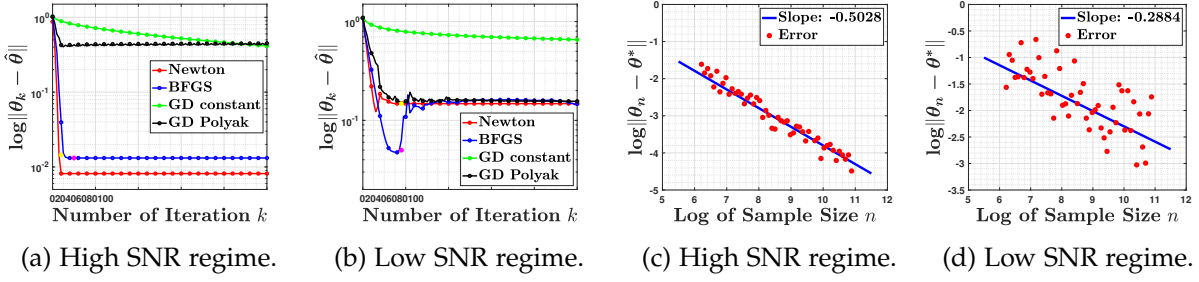 log||θ_k − θ̂||
10^0
10^-1
10^-2
Newton
BFGS
GD constant
GD Polyak
020406080100
Number of Iteration k
(a) High SNR regime.
log||θ_k − θ̂||
10^0
10^-1
Newton
BFGS
GD constant
GD Polyak
020406080100
Number of Iteration k
(b) Low SNR regime.
log||θ_n − θ*||
Slope: -0.5028
Error
0
-1
-2
-3
-4
-5
5 6 7 8 9 10 11 12
Log of Sample Size n
(c) High SNR regime.
log||θ_n − θ*||
Slope: -0.2884
Error
0
-0.5
-1
-1.5
-2
-2.5
-3
-3.5
5 6 7 8 9 10 11 12
Log of Sample Size n
(d) Low SNR regime.